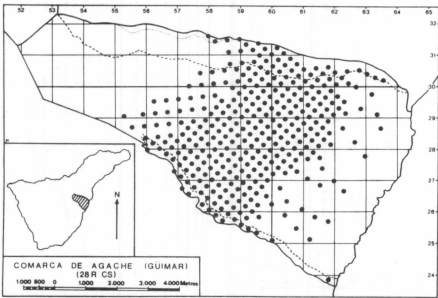 52 53 54 55 56 57 58 59 60 61 62 63 64 65
32
31
30
29
28
27
26
25
24
N
COMARCA DE AGACHE (GÜIMAR)
(28R CS)
1.000 500 0 1.000 2.000 3.000 4.000 Metros